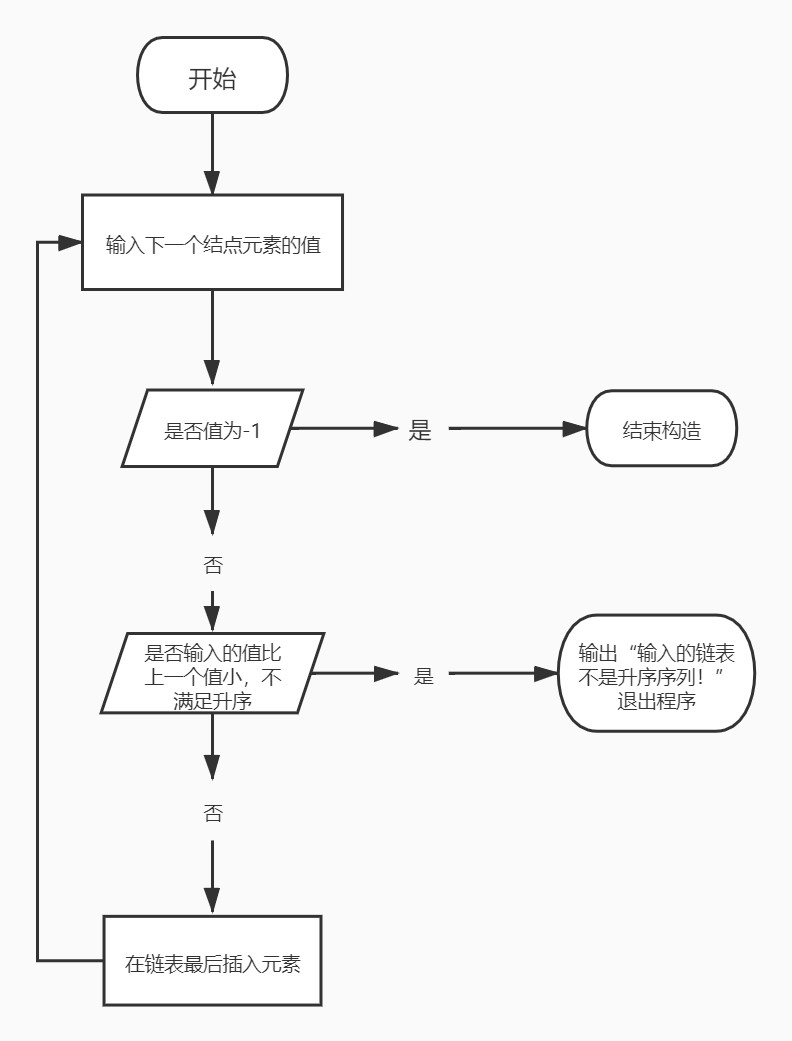 开始
输入下一个结点元素的值
是否值为-1
是
结束构造
否
是否输入的值比
上一个值小，不
满足升序
是
输出“输入的链表
不是升序序列！”
退出程序
否
在链表最后插入元素